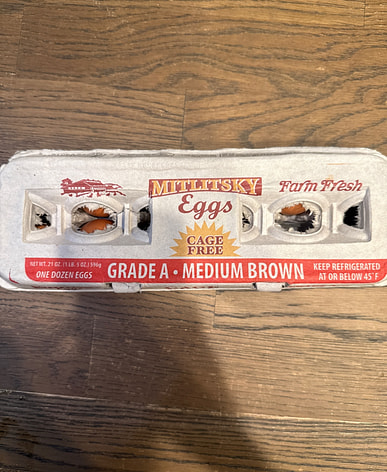 MITLITSKY
Eggs
Farm Fresh
CAGE
FREE
NET WT. 21 OZ. (1 LB. 5 OZ.) 596g
ONE DOZEN EGGS
GRADE A • MEDIUM BROWN
KEEP REFRIGERATED
AT OR BELOW 45° F